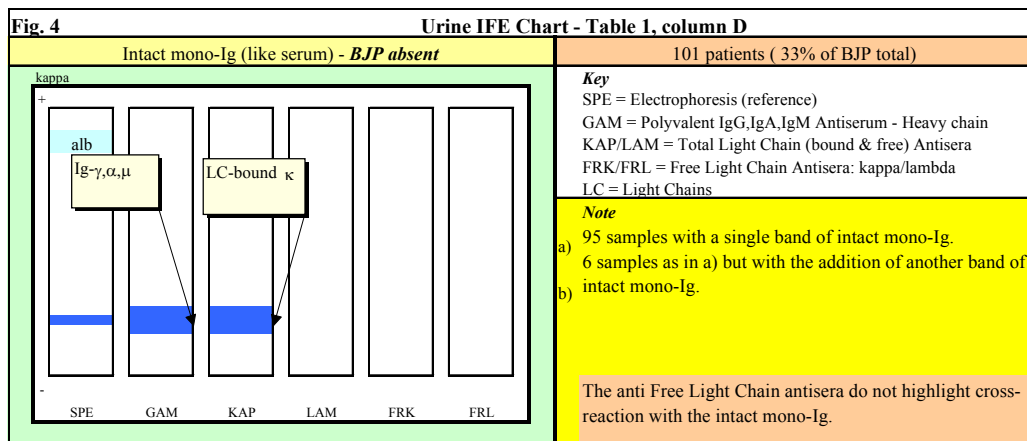 Fig. 4 Urine IFE Chart - Table 1, column D
Intact mono-Ig (like serum) - BJP absent
101 patients ( 33% of BJP total)
kappa
+
alb
Ig-γ,α,μ
LC-bound κ
-
SPE GAM KAP LAM FRK FRL
Key
SPE = Electrophoresis (reference)
GAM = Polyvalent IgG,IgA,IgM Antiserum - Heavy chain
KAP/LAM = Total Light Chain (bound & free) Antisera
FRK/FRL = Free Light Chain Antisera: kappa/lambda
LC = Light Chains
Note
a) 95 samples with a single band of intact mono-Ig.
6 samples as in a) but with the addition of another band of
b) intact mono-Ig.
The anti Free Light Chain antisera do not highlight cross-
reaction with the intact mono-Ig.